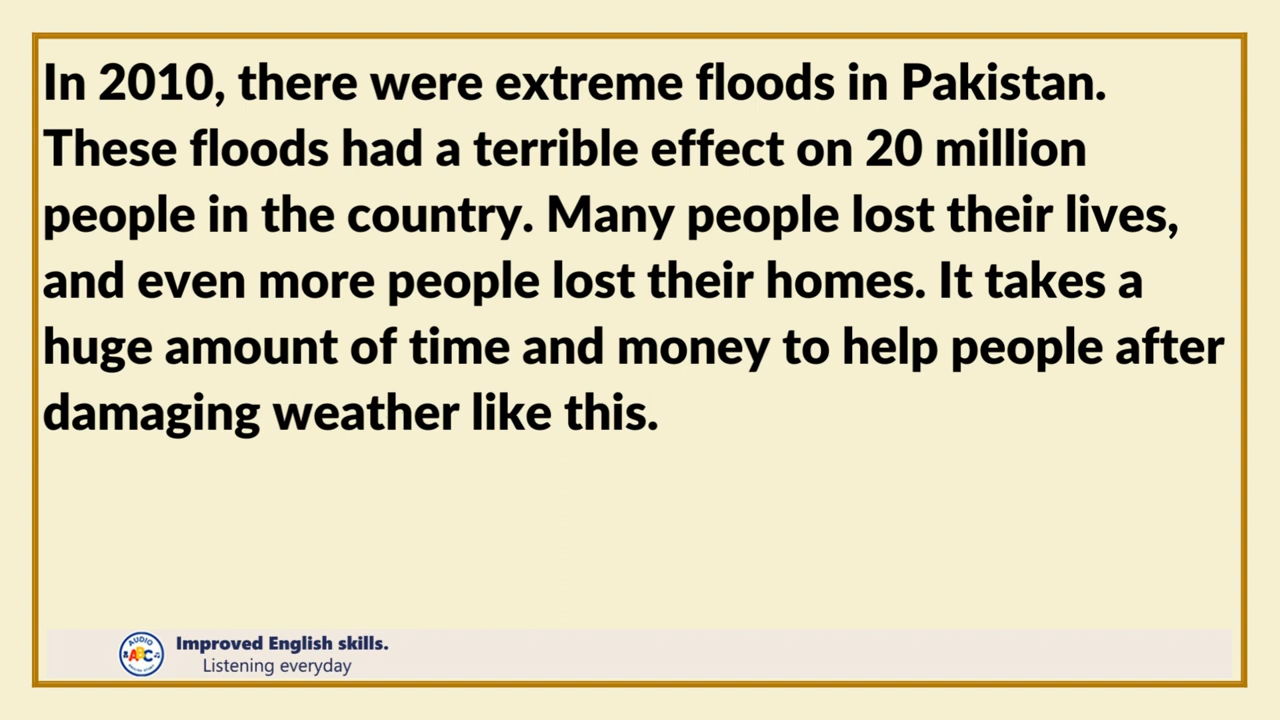 In 2010, there were extreme floods in Pakistan.
These floods had a terrible effect on 20 million
people in the country. Many people lost their lives,
and even more people lost their homes. It takes a
huge amount of time and money to help people after
damaging weather like this.
AUDIO
ABC
Improved English skills.
Listening everyday